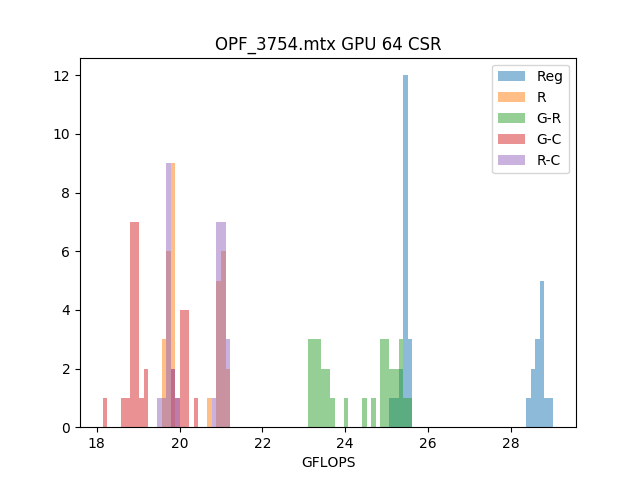 OPF_3754.mtx GPU 64 CSR
Reg
R
G-R
G-C
R-C
12
10
8
6
4
2
0
18 20 22 24 26 28
GFLOPS